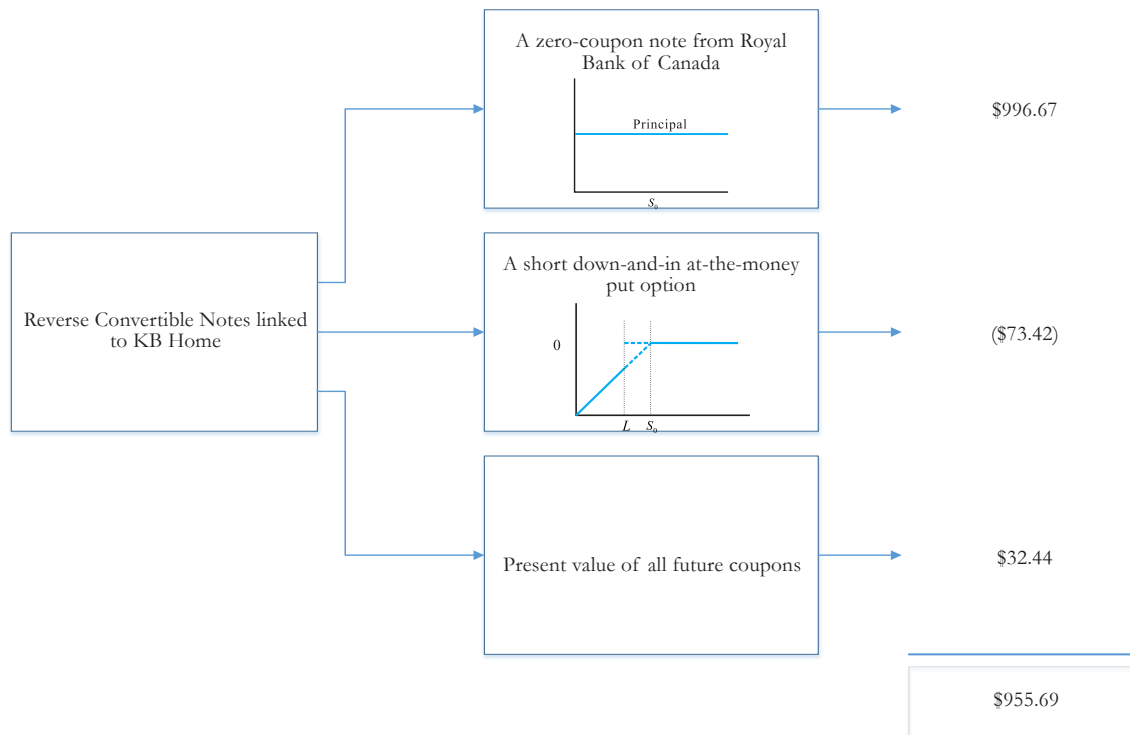 A zero-coupon note from Royal
Bank of Canada
Principal
S₀
$996.67
Reverse Convertible Notes linked
to KB Home
A short down-and-in at-the-money
put option
0
L S₀
($73.42)
Present value of all future coupons
$32.44
$955.69